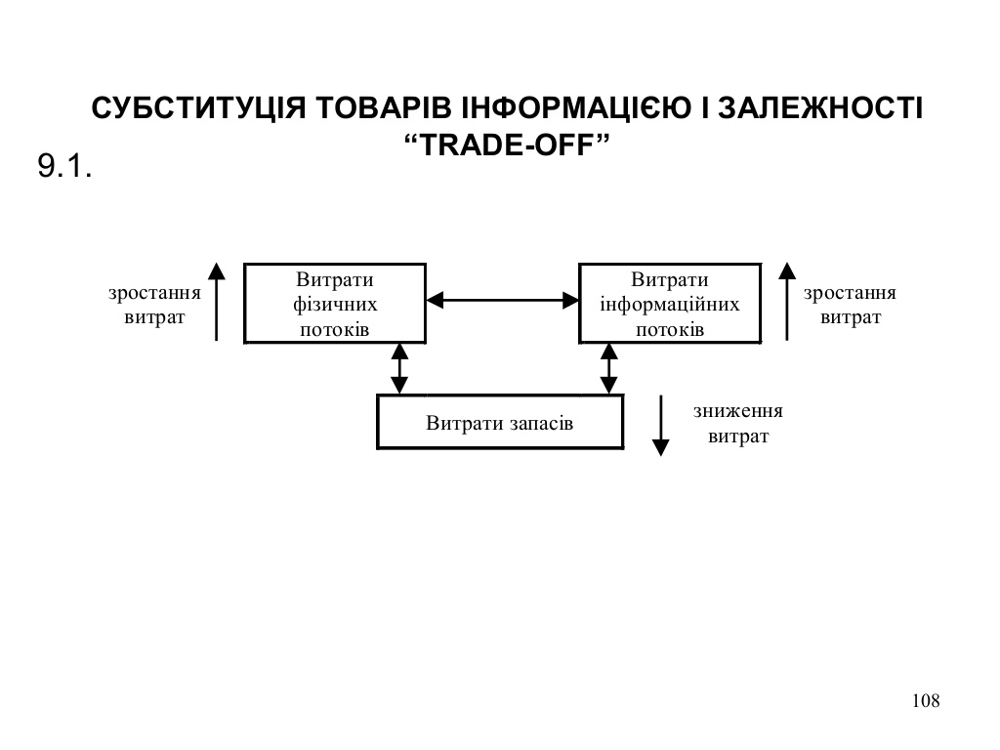 СУБСТИТУЦІЯ ТОВАРІВ ІНФОРМАЦІЄЮ І ЗАЛЕЖНОСТІ
“TRADE-OFF”
9.1.
зростання
витрат
Витрати
фізичних
потоків
Витрати
інформаційних
потоків
зростання
витрат
Витрати запасів
зниження
витрат
108